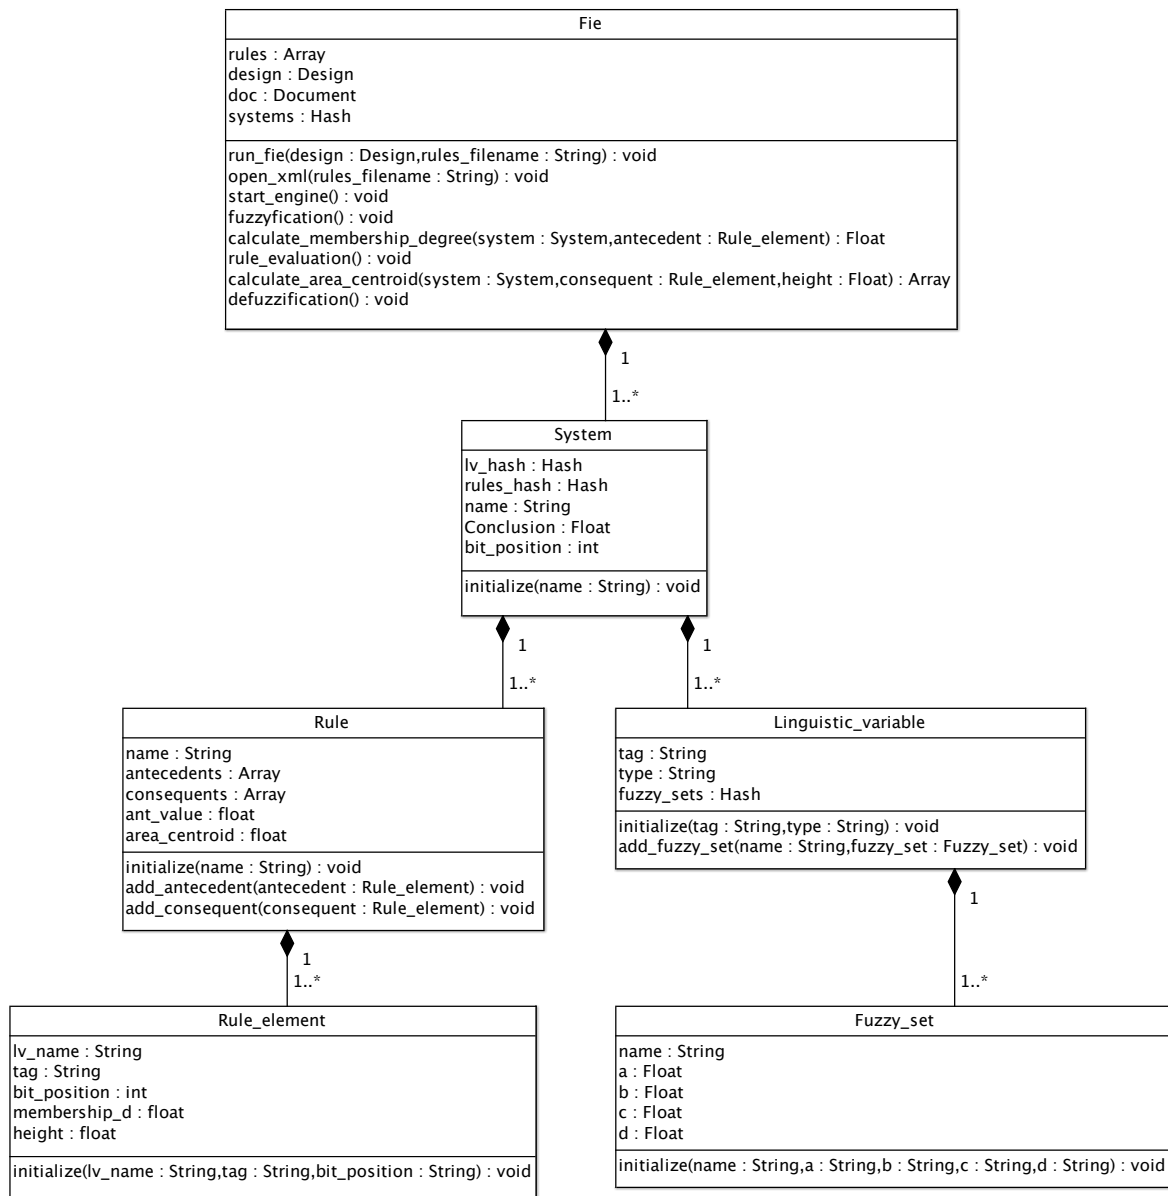 Fie
rules : Array
design : Design
doc : Document
systems : Hash
run_fie(design : Design,rules_filename : String) : void
open_xml(rules_filename : String) : void
start_engine() : void
fuzzyfication() : void
calculate_membership_degree(system : System,antecedent : Rule_element) : Float
rule_evaluation() : void
calculate_area_centroid(system : System,consequent : Rule_element,height : Float) : Array
defuzzification() : void
1
1..*
System
lv_hash : Hash
rules_hash : Hash
name : String
Conclusion : Float
bit_position : int
initialize(name : String) : void
1
1..*
1
1..*
Rule
name : String
antecedents : Array
consequents : Array
ant_value : float
area_centroid : float
initialize(name : String) : void
add_antecedent(antecedent : Rule_element) : void
add_consequent(consequent : Rule_element) : void
Linguistic_variable
tag : String
type : String
fuzzy_sets : Hash
initialize(tag : String,type : String) : void
add_fuzzy_set(name : String,fuzzy_set : Fuzzy_set) : void
1
1..*
1
1..*
Rule_element
lv_name : String
tag : String
bit_position : int
membership_d : float
height : float
initialize(lv_name : String,tag : String,bit_position : String) : void
Fuzzy_set
name : String
a : Float
b : Float
c : Float
d : Float
initialize(name : String,a : String,b : String,c : String,d : String) : void